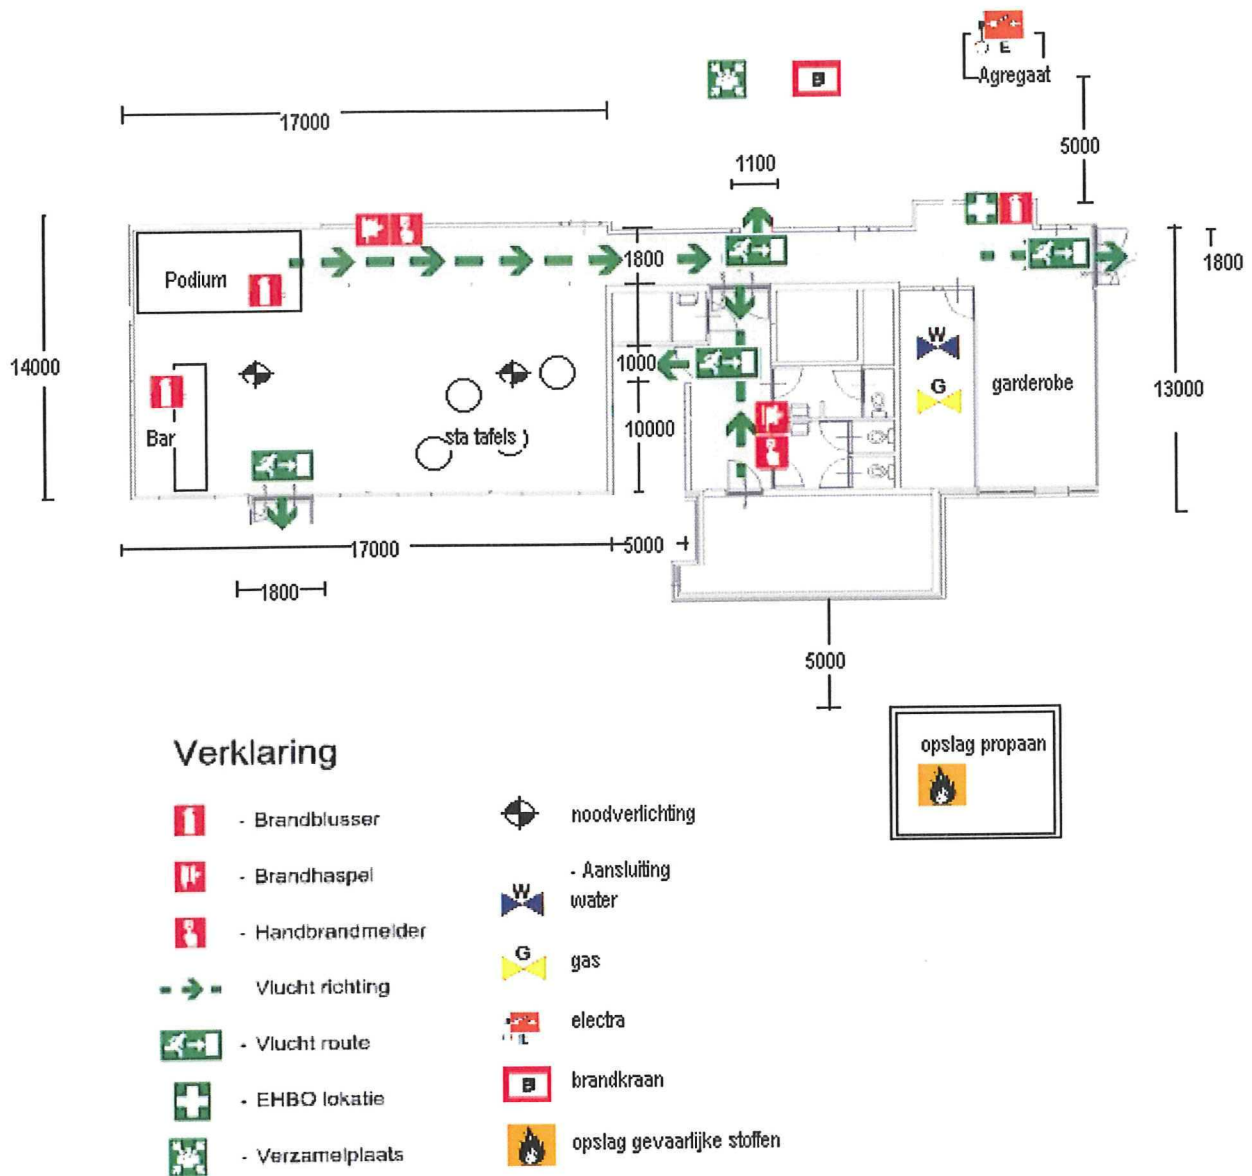 E
Agregaat
B
17000
5000
1100
1800
1800
Podium
14000
W
1000
G
garderobe
13000
10000
Bar
sta tafels
17000
5000
1800
5000
opslag propaan
Verklaring
- Brandblusser
- Brandhaspel
- Handbrandmelder
Vlucht richting
- Vlucht route
- EHBO lokatie
- Verzamelplaats
noodverlichting
- Aansluiting
W
water
G
gas
electra
B
brandkraan
opslag gevaarlijke stoffen